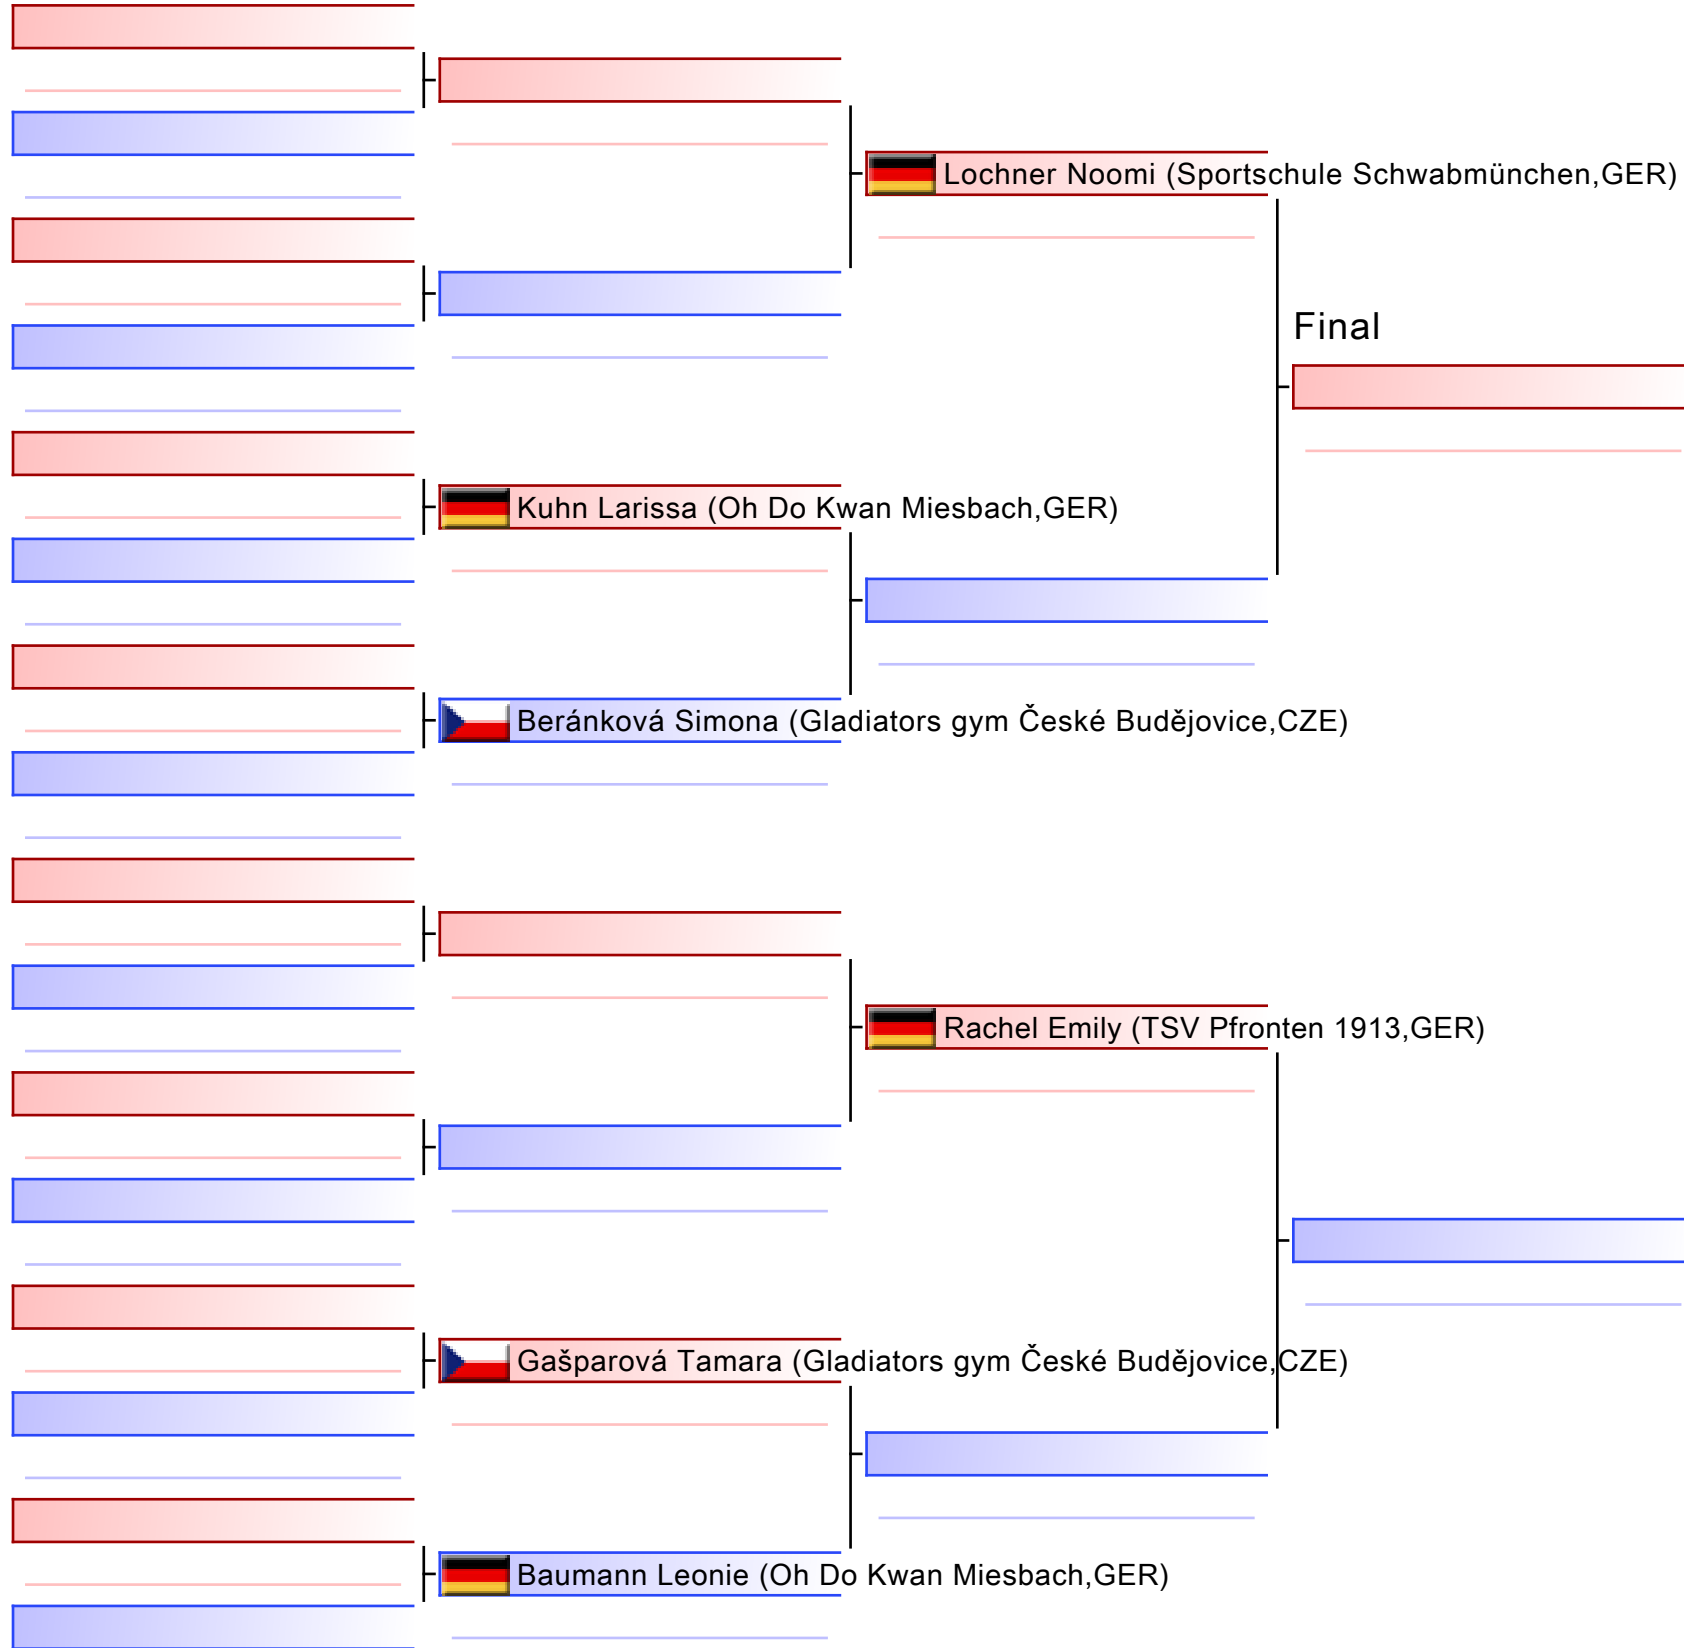 Lochner Noomi (Sportschule Schwabmünchen,GER)
Final
Kuhn Larissa (Oh Do Kwan Miesbach,GER)
Beránková Simona (Gladiators gym České Budějovice,CZE)
Rachel Emily (TSV Pfronten 1913,GER)
Gašparová Tamara (Gladiators gym České Budějovice,CZE)
Baumann Leonie (Oh Do Kwan Miesbach,GER)